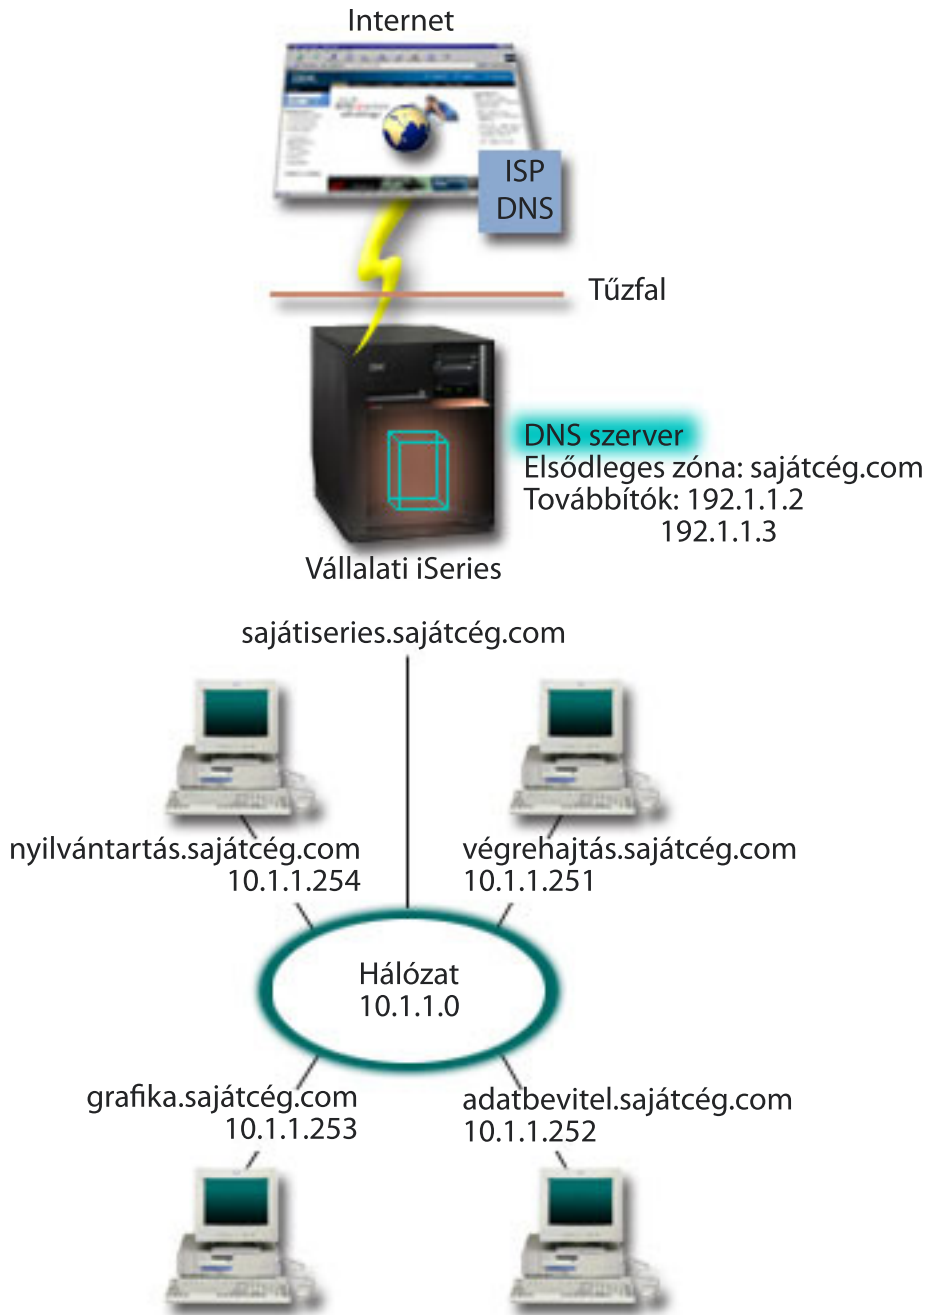 Internet
ISP
DNS
Tűzfal
DNS szerver
Elsődleges zóna: sajátcég.com
Továbbítók: 192.1.1.2
192.1.1.3
Vállalati iSeries
sajátiseries.sajátcég.com
nyilvántartás.sajátcég.com
10.1.1.254
végrehajtás.sajátcég.com
10.1.1.251
Hálózat
10.1.1.0
grafika.sajátcég.com
10.1.1.253
adatbevitel.sajátcég.com
10.1.1.252